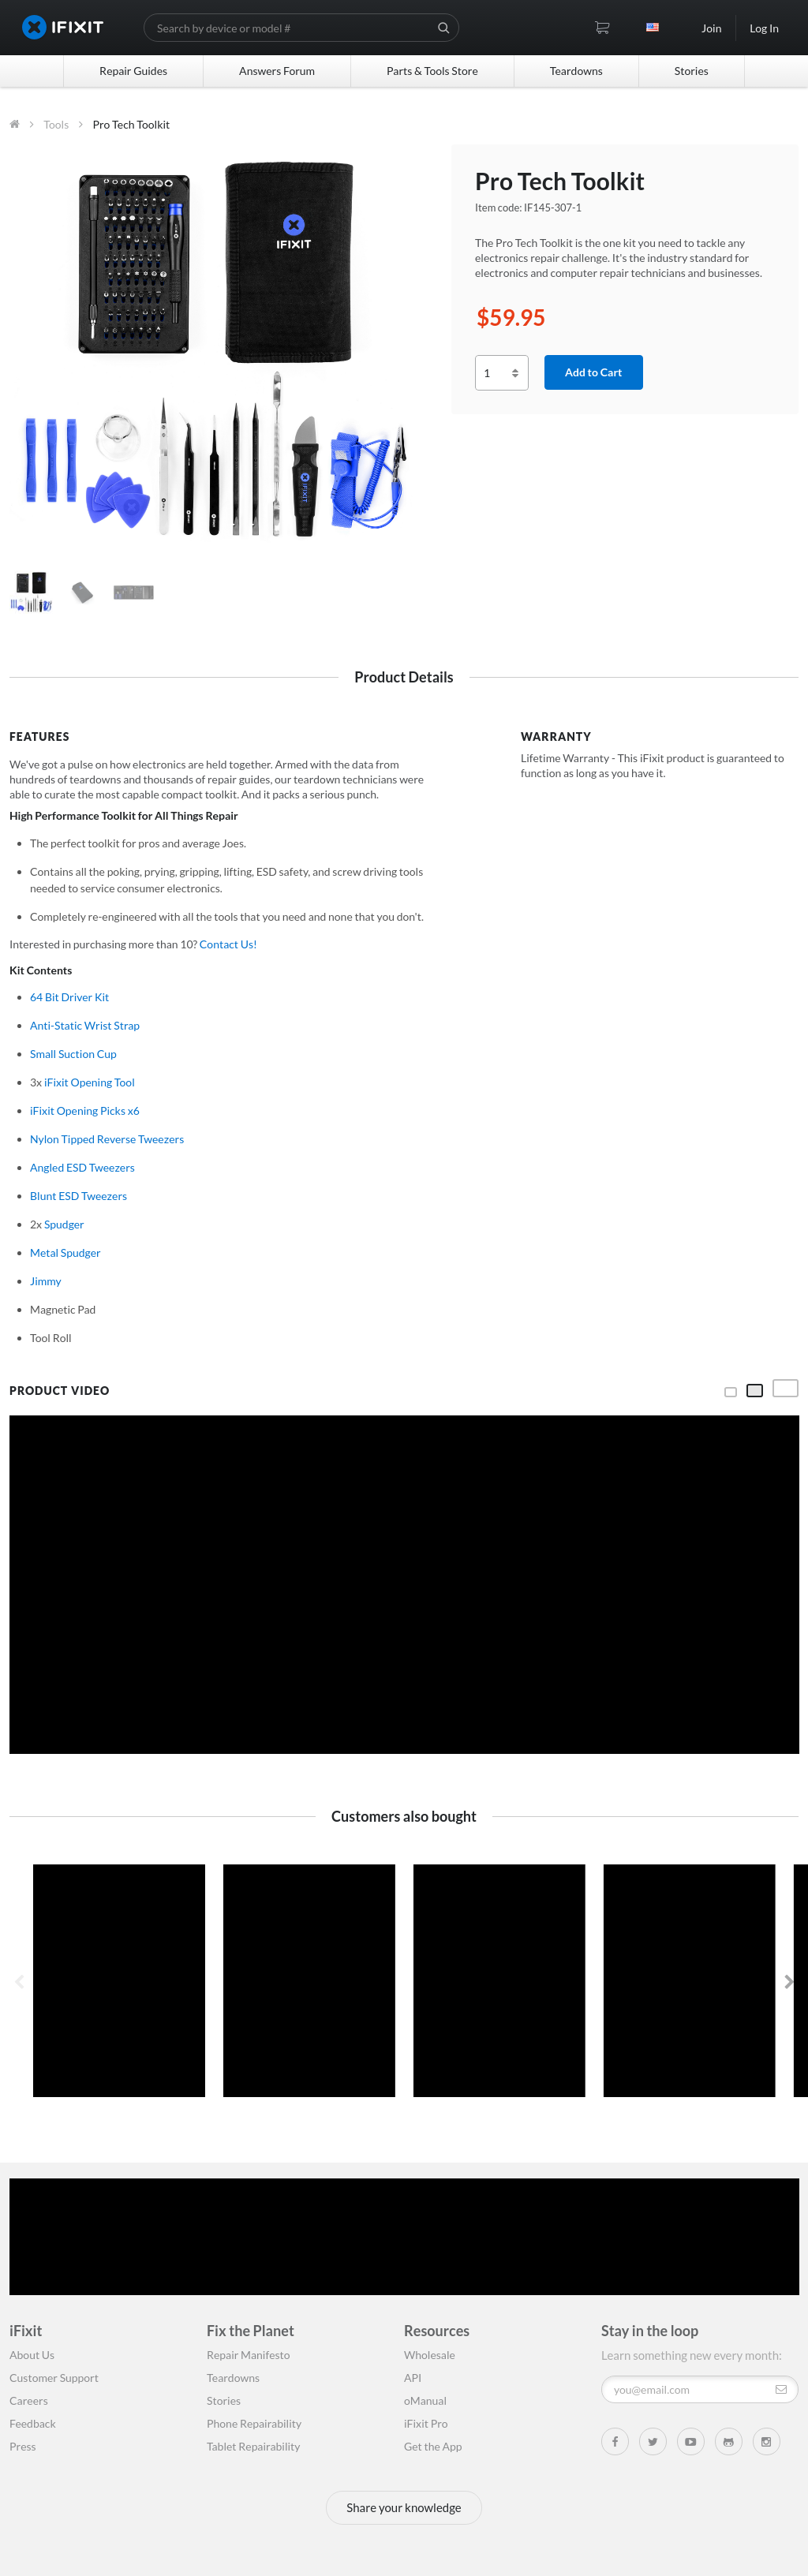 IFIXIT
Search by device or model #
Join
Log In
Repair Guides
Answers Forum
Parts & Tools Store
Teardowns
Stories
Tools
Pro Tech Toolkit
IFIXIT
IFIXIT
Pro Tech Toolkit
Item code: IF145-307-1
The Pro Tech Toolkit is the one kit you need to tackle any
electronics repair challenge. It's the industry standard for
electronics and computer repair technicians and businesses.
$59.95
1
Add to Cart
Product Details
FEATURES
We've got a pulse on how electronics are held together. Armed with the data from
hundreds of teardowns and thousands of repair guides, our teardown technicians were
able to curate the most capable compact toolkit. And it packs a serious punch.
High Performance Toolkit for All Things Repair
The perfect toolkit for pros and average Joes.
Contains all the poking, prying, gripping, lifting, ESD safety, and screw driving tools
needed to service consumer electronics.
Completely re-engineered with all the tools that you need and none that you don't.
Interested in purchasing more than 10? Contact Us!
Kit Contents
64 Bit Driver Kit
Anti-Static Wrist Strap
Small Suction Cup
3x iFixit Opening Tool
iFixit Opening Picks x6
Nylon Tipped Reverse Tweezers
Angled ESD Tweezers
Blunt ESD Tweezers
2x Spudger
Metal Spudger
Jimmy
Magnetic Pad
Tool Roll
WARRANTY
Lifetime Warranty - This iFixit product is guaranteed to
function as long as you have it.
PRODUCT VIDEO
Customers also bought
iFixit
About Us
Customer Support
Careers
Feedback
Press
Fix the Planet
Repair Manifesto
Teardowns
Stories
Phone Repairability
Tablet Repairability
Resources
Wholesale
API
oManual
iFixit Pro
Get the App
Stay in the loop
Learn something new every month:
you@email.com
Share your knowledge